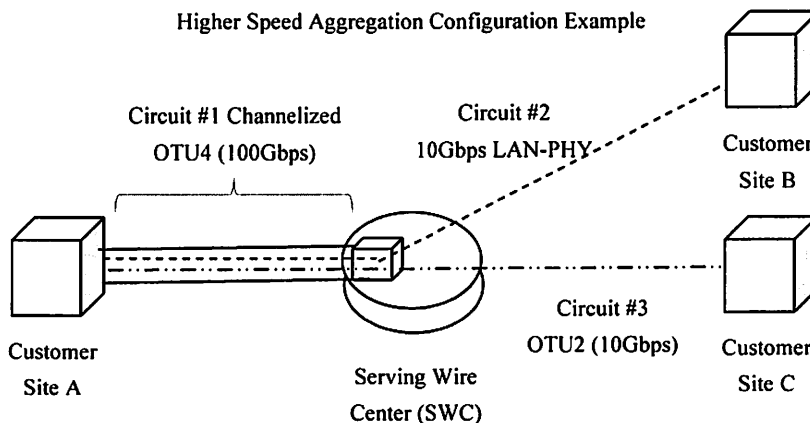 Higher Speed Aggregation Configuration Example
Circuit #1 Channelized
OTU4 (100Gbps)
Circuit #2
10Gbps LAN-PHY
Customer
Site B
Customer
Site A
Serving Wire
Center (SWC)
Circuit #3
OTU2 (10Gbps)
Customer
Site C